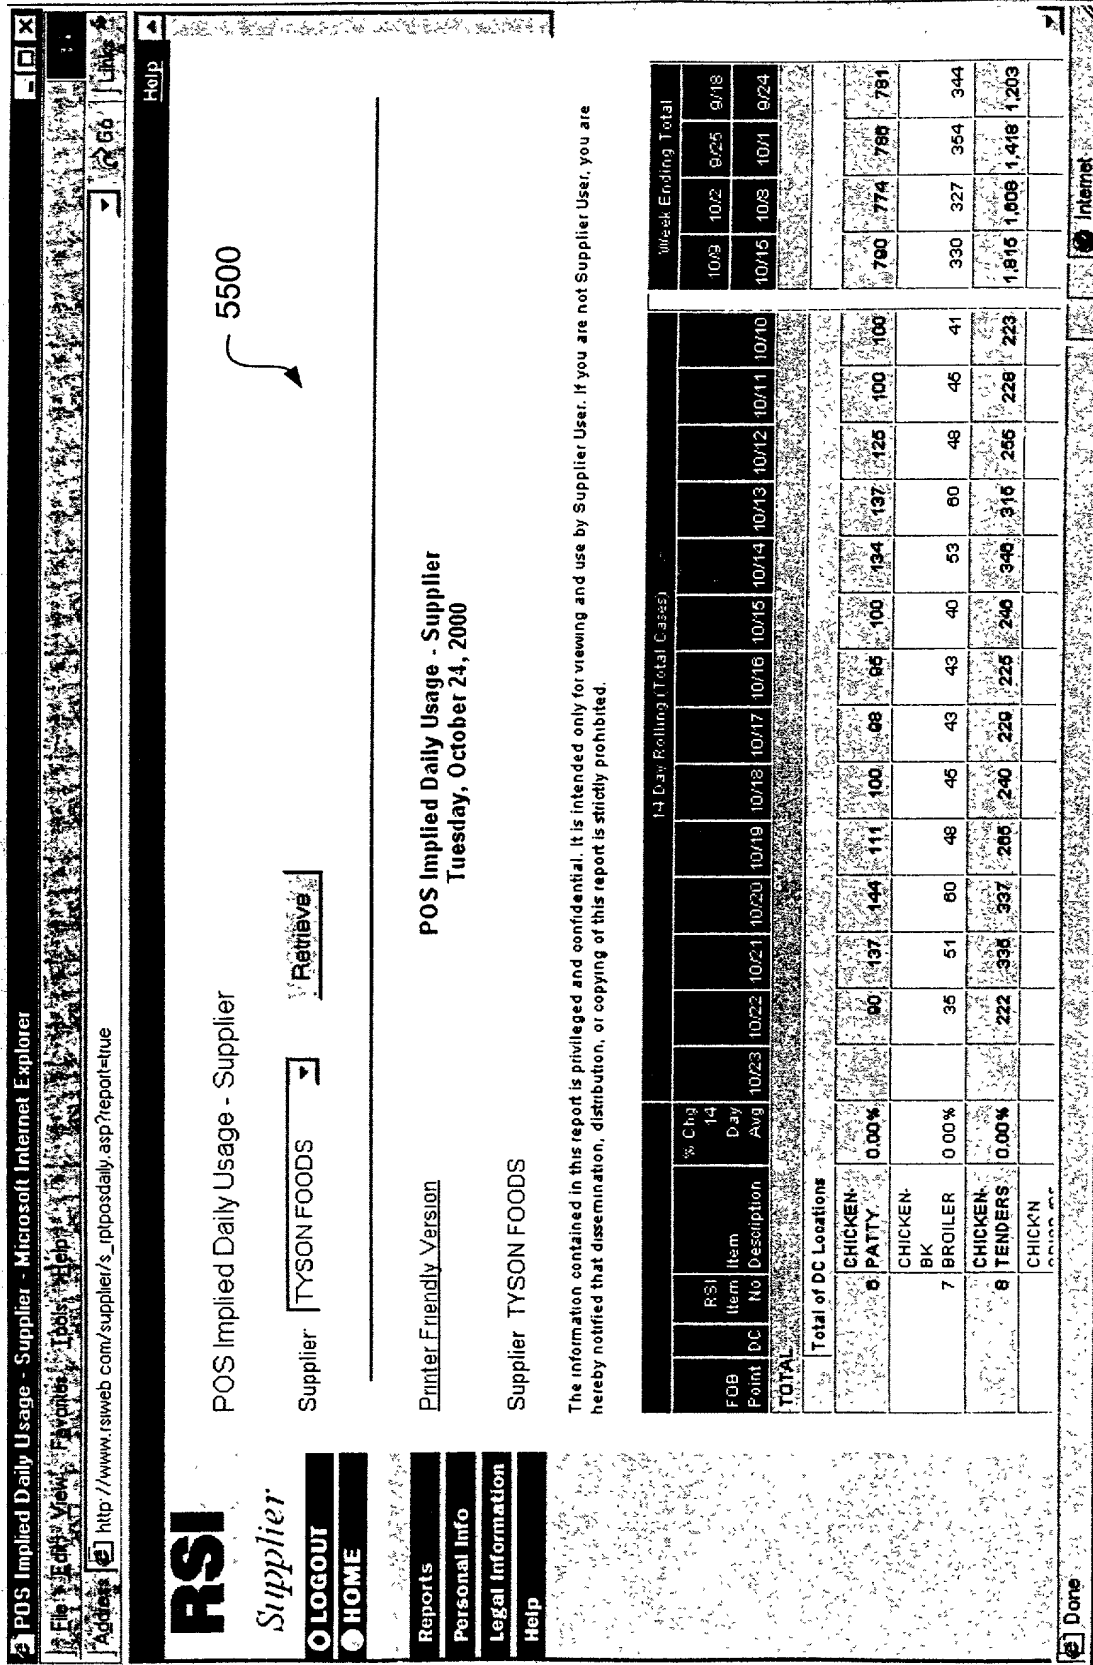 POS Implied Daily Usage - Supplier - Microsoft Internet Explorer
File Edit View Favorites Tools Help
Address http://www.rsiweb com/supplier/s_rptposdaily.asp?report=true Go Links
Help
RSI
Supplier
LOGOUT
HOME
Reports
Personal Info
Legal Information
Help
POS Implied Daily Usage - Supplier
Supplier TYSON FOODS Retrieve
5500
POS Implied Daily Usage - Supplier
Tuesday, October 24, 2000
Printer Friendly Version
Supplier TYSON FOODS
The information contained in this report is privileged and confidential. It is intended only for viewing and use by Supplier User. If you are not Supplier User, you are
hereby notified that dissemination, distribution, or copying of this report is strictly prohibited.
14 Day Rolling (Total Cases) Week Ending Total
% Chg
RSI 14 10/9 10/2 9/25 9/18
FOB Item Item Day
Point DC No Description Avg 10/23 10/22 10/21 10/20 10/19 10/18 10/17 10/16 10/15 10/14 10/13 10/12 10/11 10/10 10/15 10/8 10/1 9/24
TOTAL
Total of DC Locations
CHICKEN-
6 PATTY 0.00% 90 137 144 111 100 98 95 100 134 137 125 100 100 790 774 786 781
CHICKEN-
BK
7 BROILER 0 00% 35 51 60 48 45 43 43 40 53 60 48 45 41 330 327 354 344
CHICKEN-
8 TENDERS 0.00% 222 336 337 265 240 229 225 246 346 315 255 228 223 1,815 1,608 1,418 1,203
CHICK'N
Done Internet